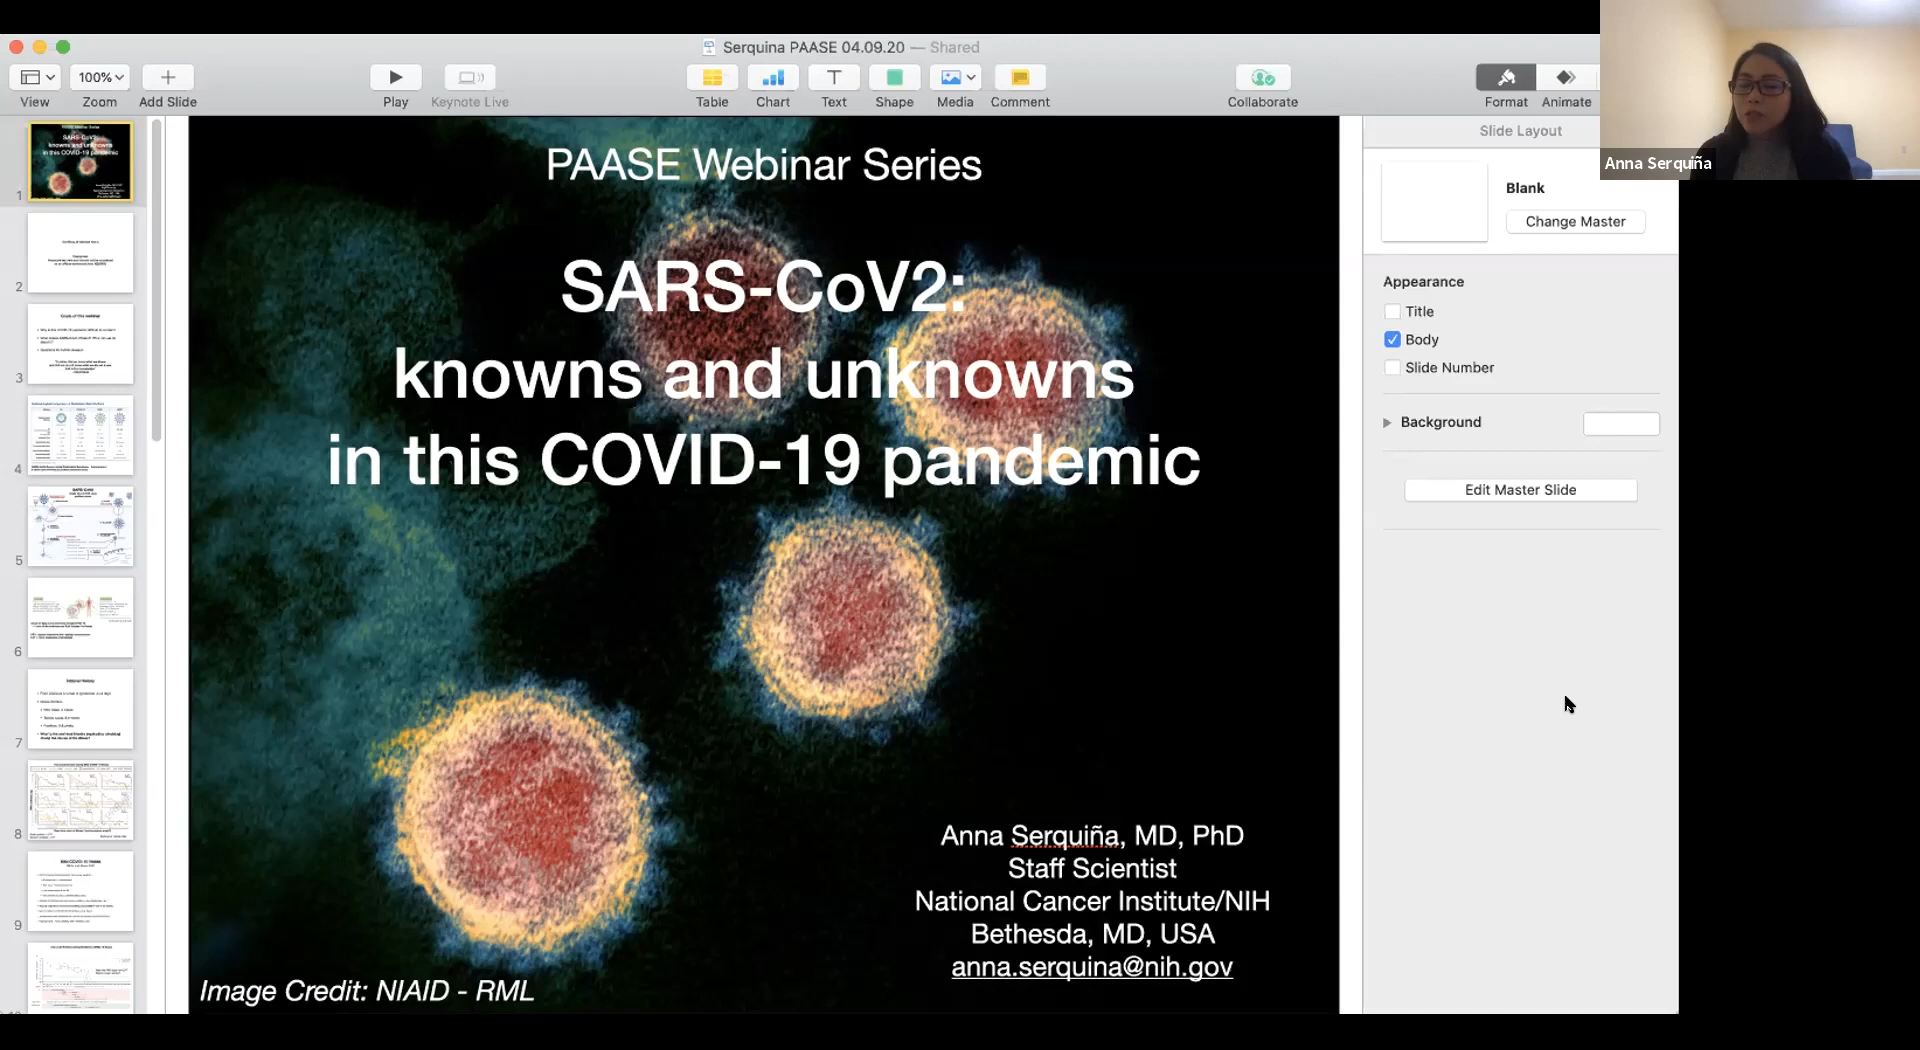 Serquina PAASE 04.09.20 — Shared
100%
View
Zoom
Add Slide
Play
Keynote Live
Table
Chart
Text
Shape
Media
Comment
Collaborate
Format
Animate
Anna Serquiña
1
2
3
4
5
6
7
8
9
PAASE Webinar Series
SARS-CoV2:
knowns and unknowns
in this COVID-19 pandemic
Anna Serquiña, MD, PhD
Staff Scientist
National Cancer Institute/NIH
Bethesda, MD, USA
anna.serquina@nih.gov
Image Credit: NIAID - RML
Slide Layout
Blank
Change Master
Appearance
Title
Body
Slide Number
Background
Edit Master Slide